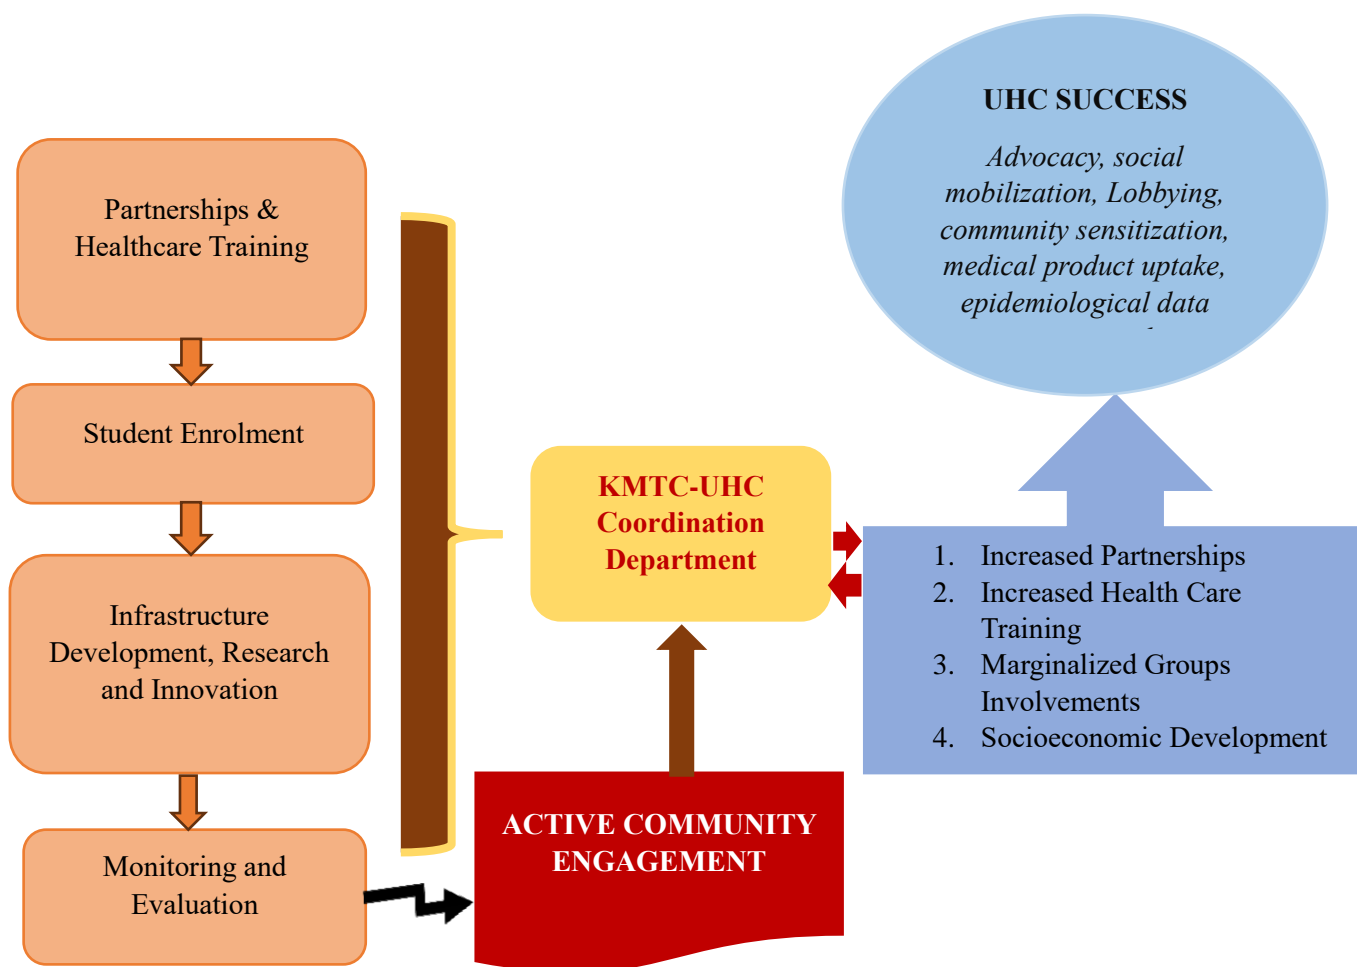 Partnerships &
Healthcare Training
Student Enrolment
Infrastructure
Development, Research
and Innovation
Monitoring and
Evaluation
KMTC-UHC
Coordination
Department
ACTIVE COMMUNITY
ENGAGEMENT
UHC SUCCESS
Advocacy, social
mobilization, Lobbying,
community sensitization,
medical product uptake,
epidemiological data
1. Increased Partnerships
2. Increased Health Care
Training
3. Marginalized Groups
Involvements
4. Socioeconomic Development